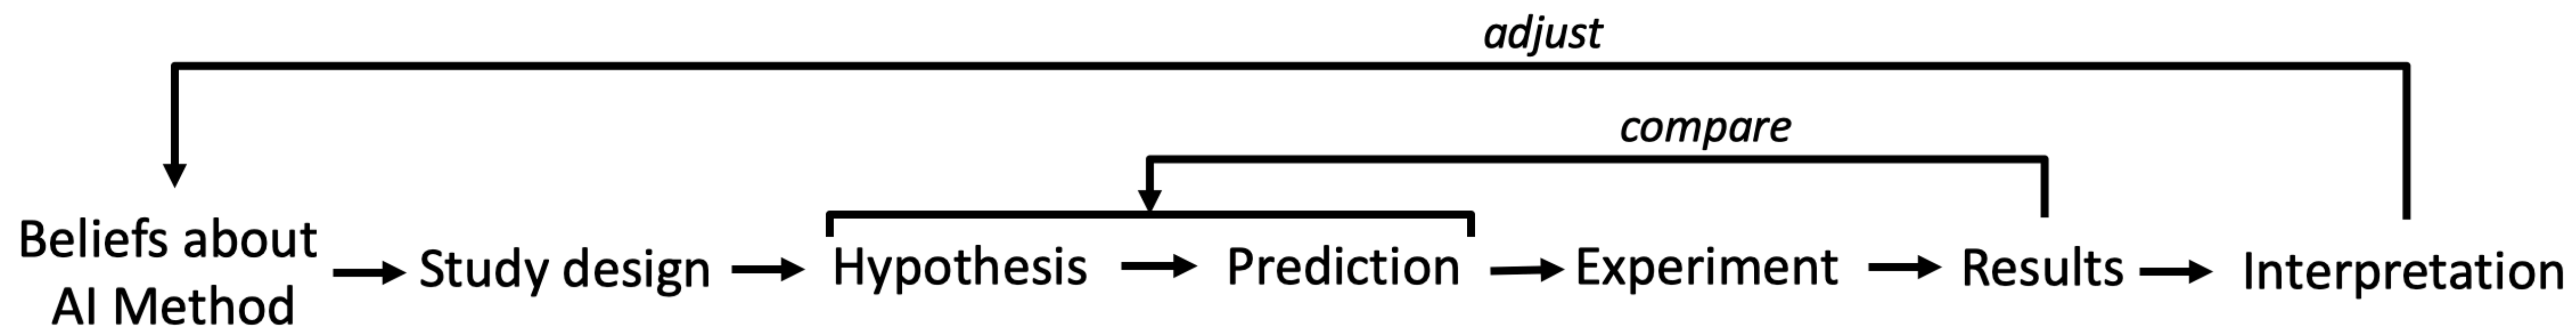 adjust
compare
Beliefs about
AI Method
Study design
Hypothesis
Prediction
Experiment
Results
Interpretation